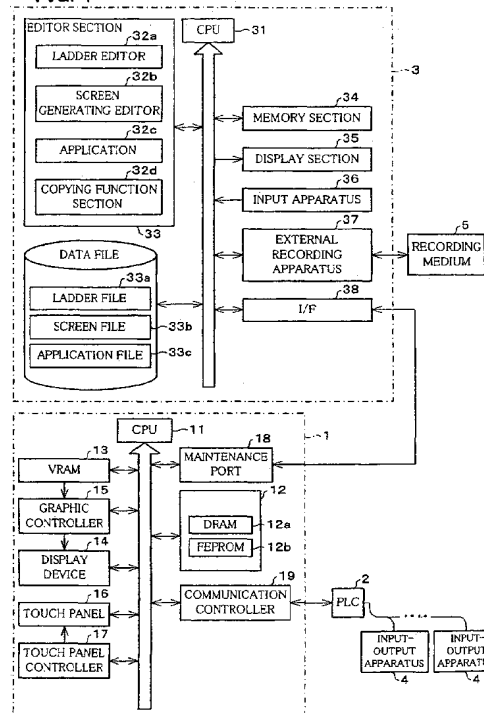 EDITOR SECTION
32a
LADDER EDITOR
32b
SCREEN
GENERATING EDITOR
32c
APPLICATION
32d
COPYING FUNCTION
SECTION
33
DATA FILE
33a
LADDER FILE
SCREEN FILE
33b
APPLICATION FILE
33c
CPU
31
3
34
MEMORY SECTION
35
DISPLAY SECTION
36
INPUT APPARATUS
37
EXTERNAL
RECORDING
APPARATUS
38
I/F
5
RECORDING
MEDIUM
CPU
11
1
13
VRAM
15
GRAPHIC
CONTROLLER
14
DISPLAY
DEVICE
16
TOUCH PANEL
17
TOUCH PANEL
CONTROLLER
18
MAINTENANCE
PORT
12
DRAM
12a
FEPROM
12b
19
COMMUNICATION
CONTROLLER
2
PLC
INPUT-
OUTPUT
APPARATUS
4
INPUT-
OUTPUT
APPARATU
4